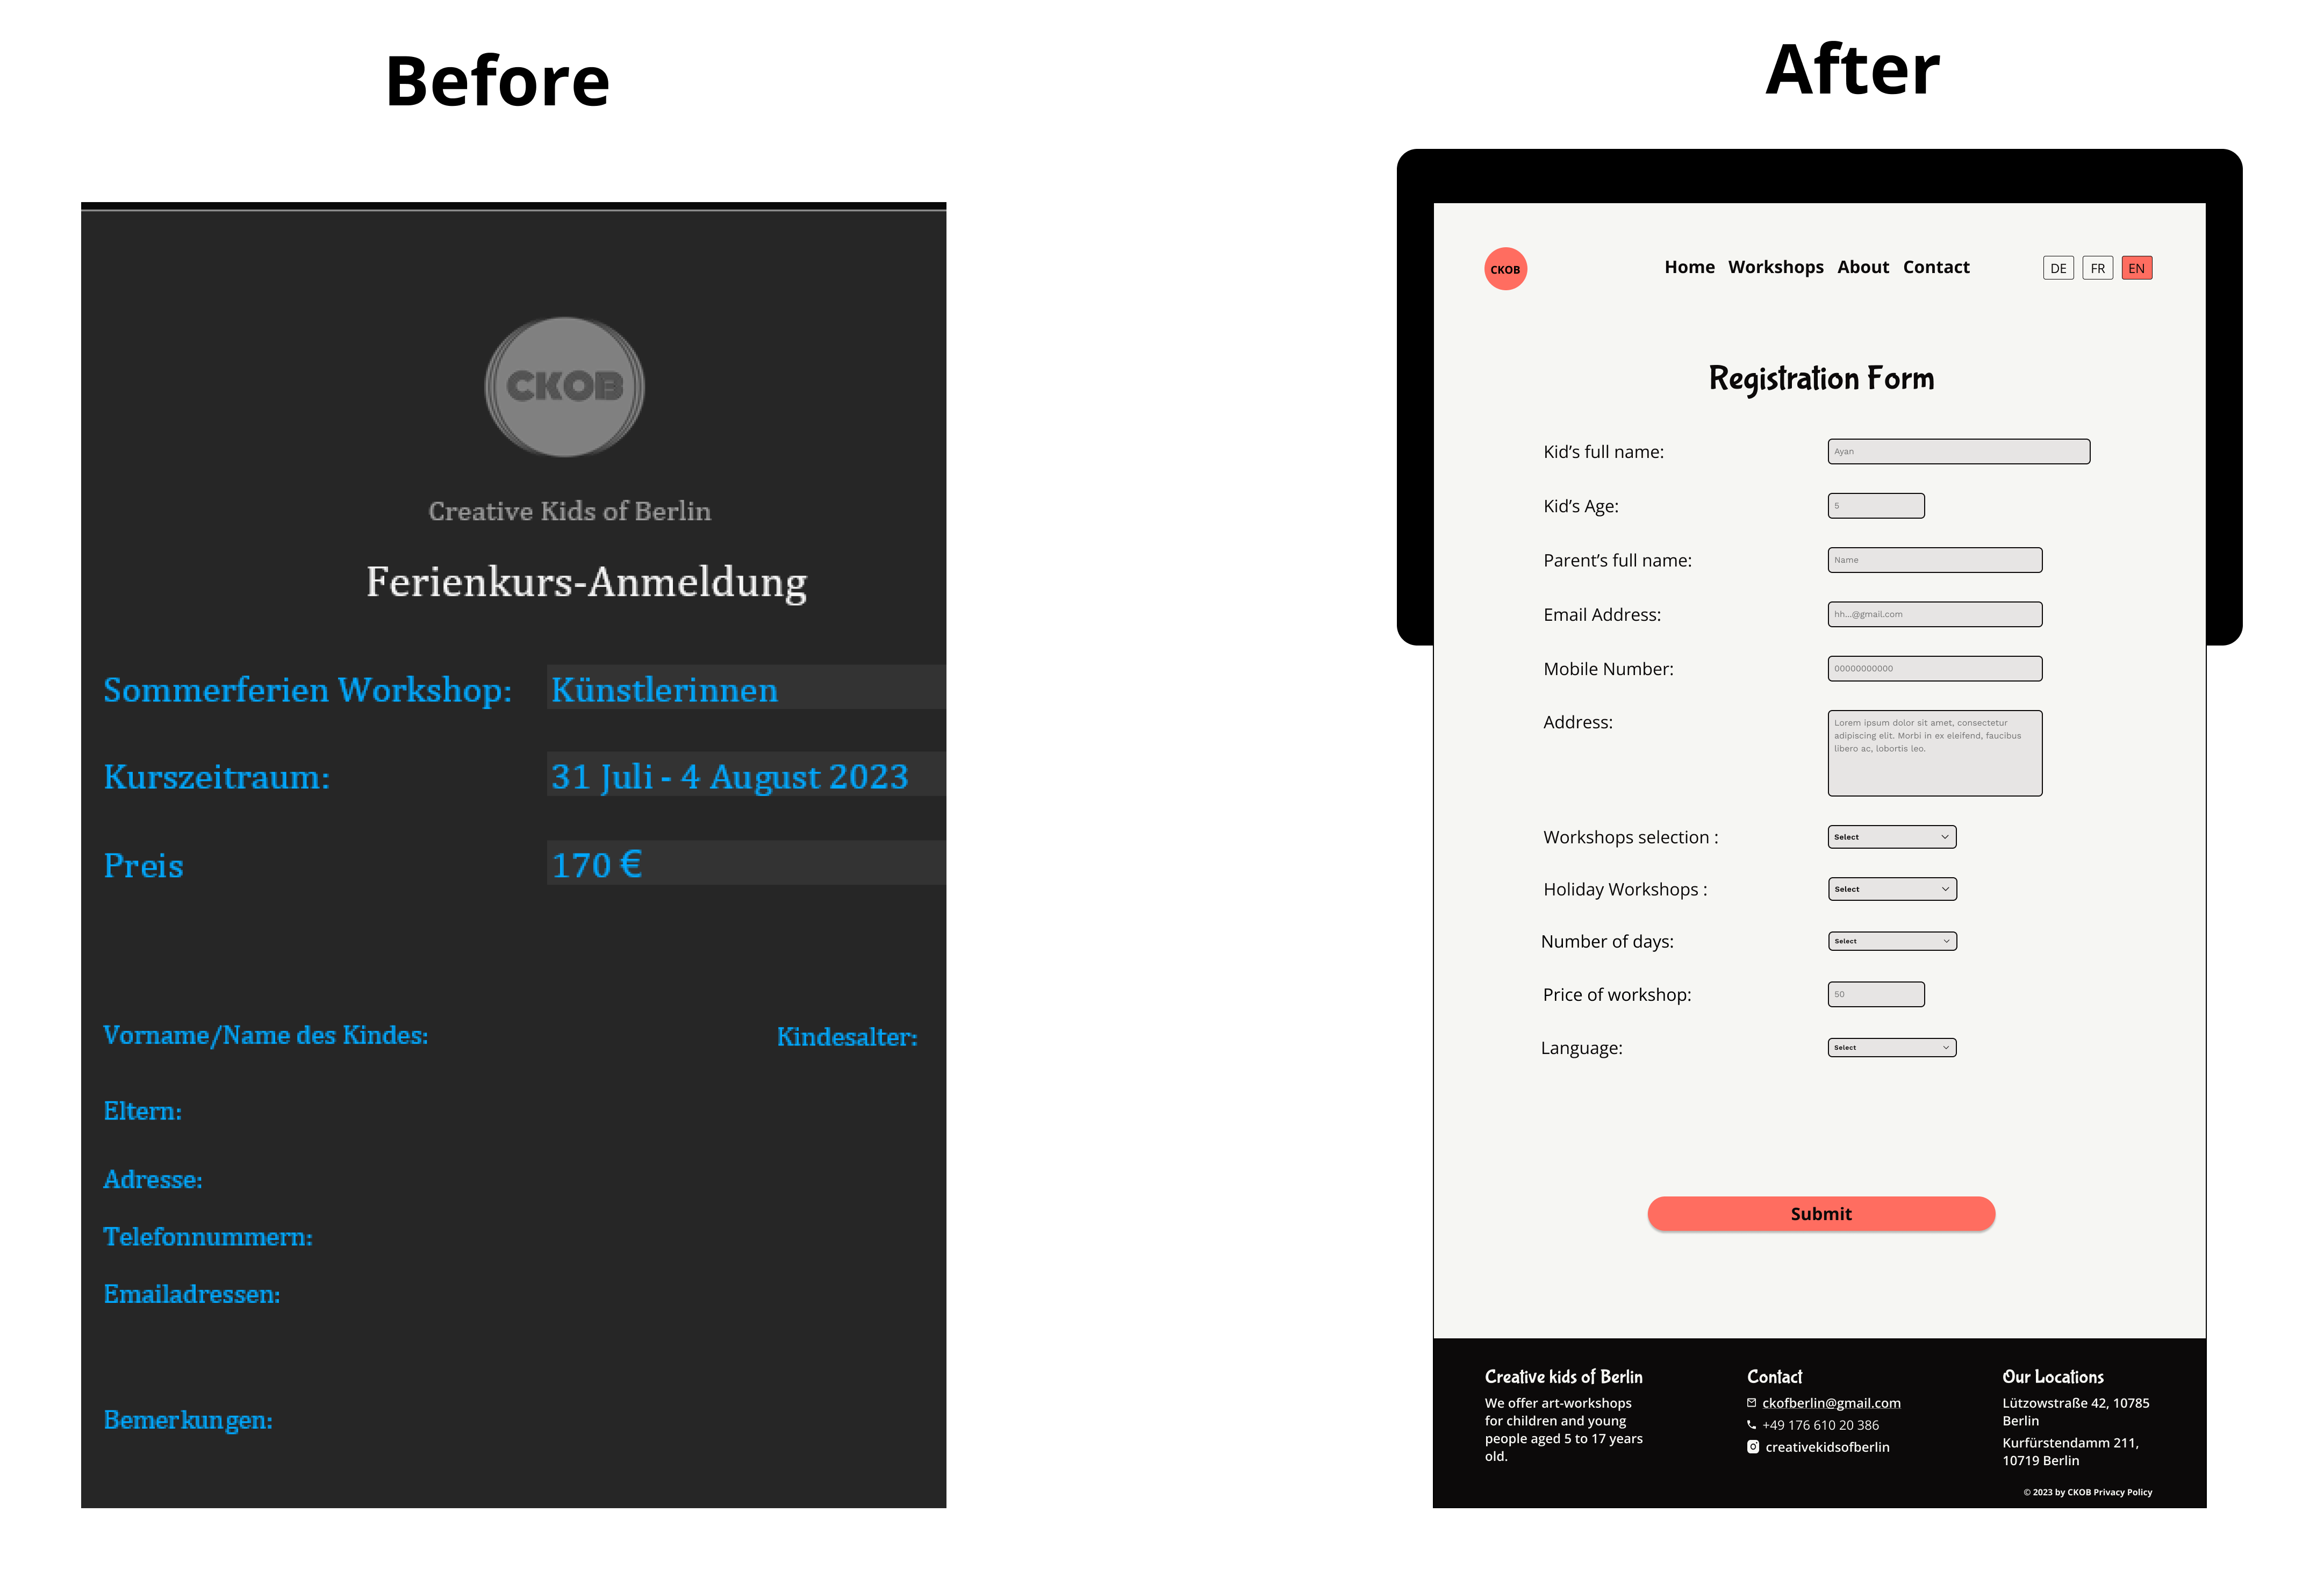 Before
CKOB
Creative Kids of Berlin
Ferienkurs-Anmeldung
Sommerferien Workshop: Künstlerinnen
Kurszeitraum: 31 Juli - 4 August 2023
Preis 170 €
Vorname/Name des Kindes: Kindesalter:
Eltern:
Adresse:
Telefonnummern:
Emailadressen:
Bemerkungen:
After
CKOB Home Workshops About Contact DE FR EN
Registration Form
Kid’s full name: Ayan
Kid’s Age: 5
Parent’s full name: Name
Email Address: hh...@gmail.com
Mobile Number: 00000000000
Address: Lorem ipsum dolor sit amet, consectetur
adipiscing elit. Morbi in ex eleifend, faucibus
libero ac, lobortis leo.
Workshops selection : Select
Holiday Workshops : Select
Number of days: Select
Price of workshop: 50
Language: Select
Submit
Creative kids of Berlin
We offer art-workshops
for children and young
people aged 5 to 17 years
old.
Contact
ckofberlin@gmail.com
+49 176 610 20 386
creativekidsofberlin
Our Locations
Lützowstraße 42, 10785
Berlin
Kurfürstendamm 211,
10719 Berlin
© 2023 by CKOB Privacy Policy